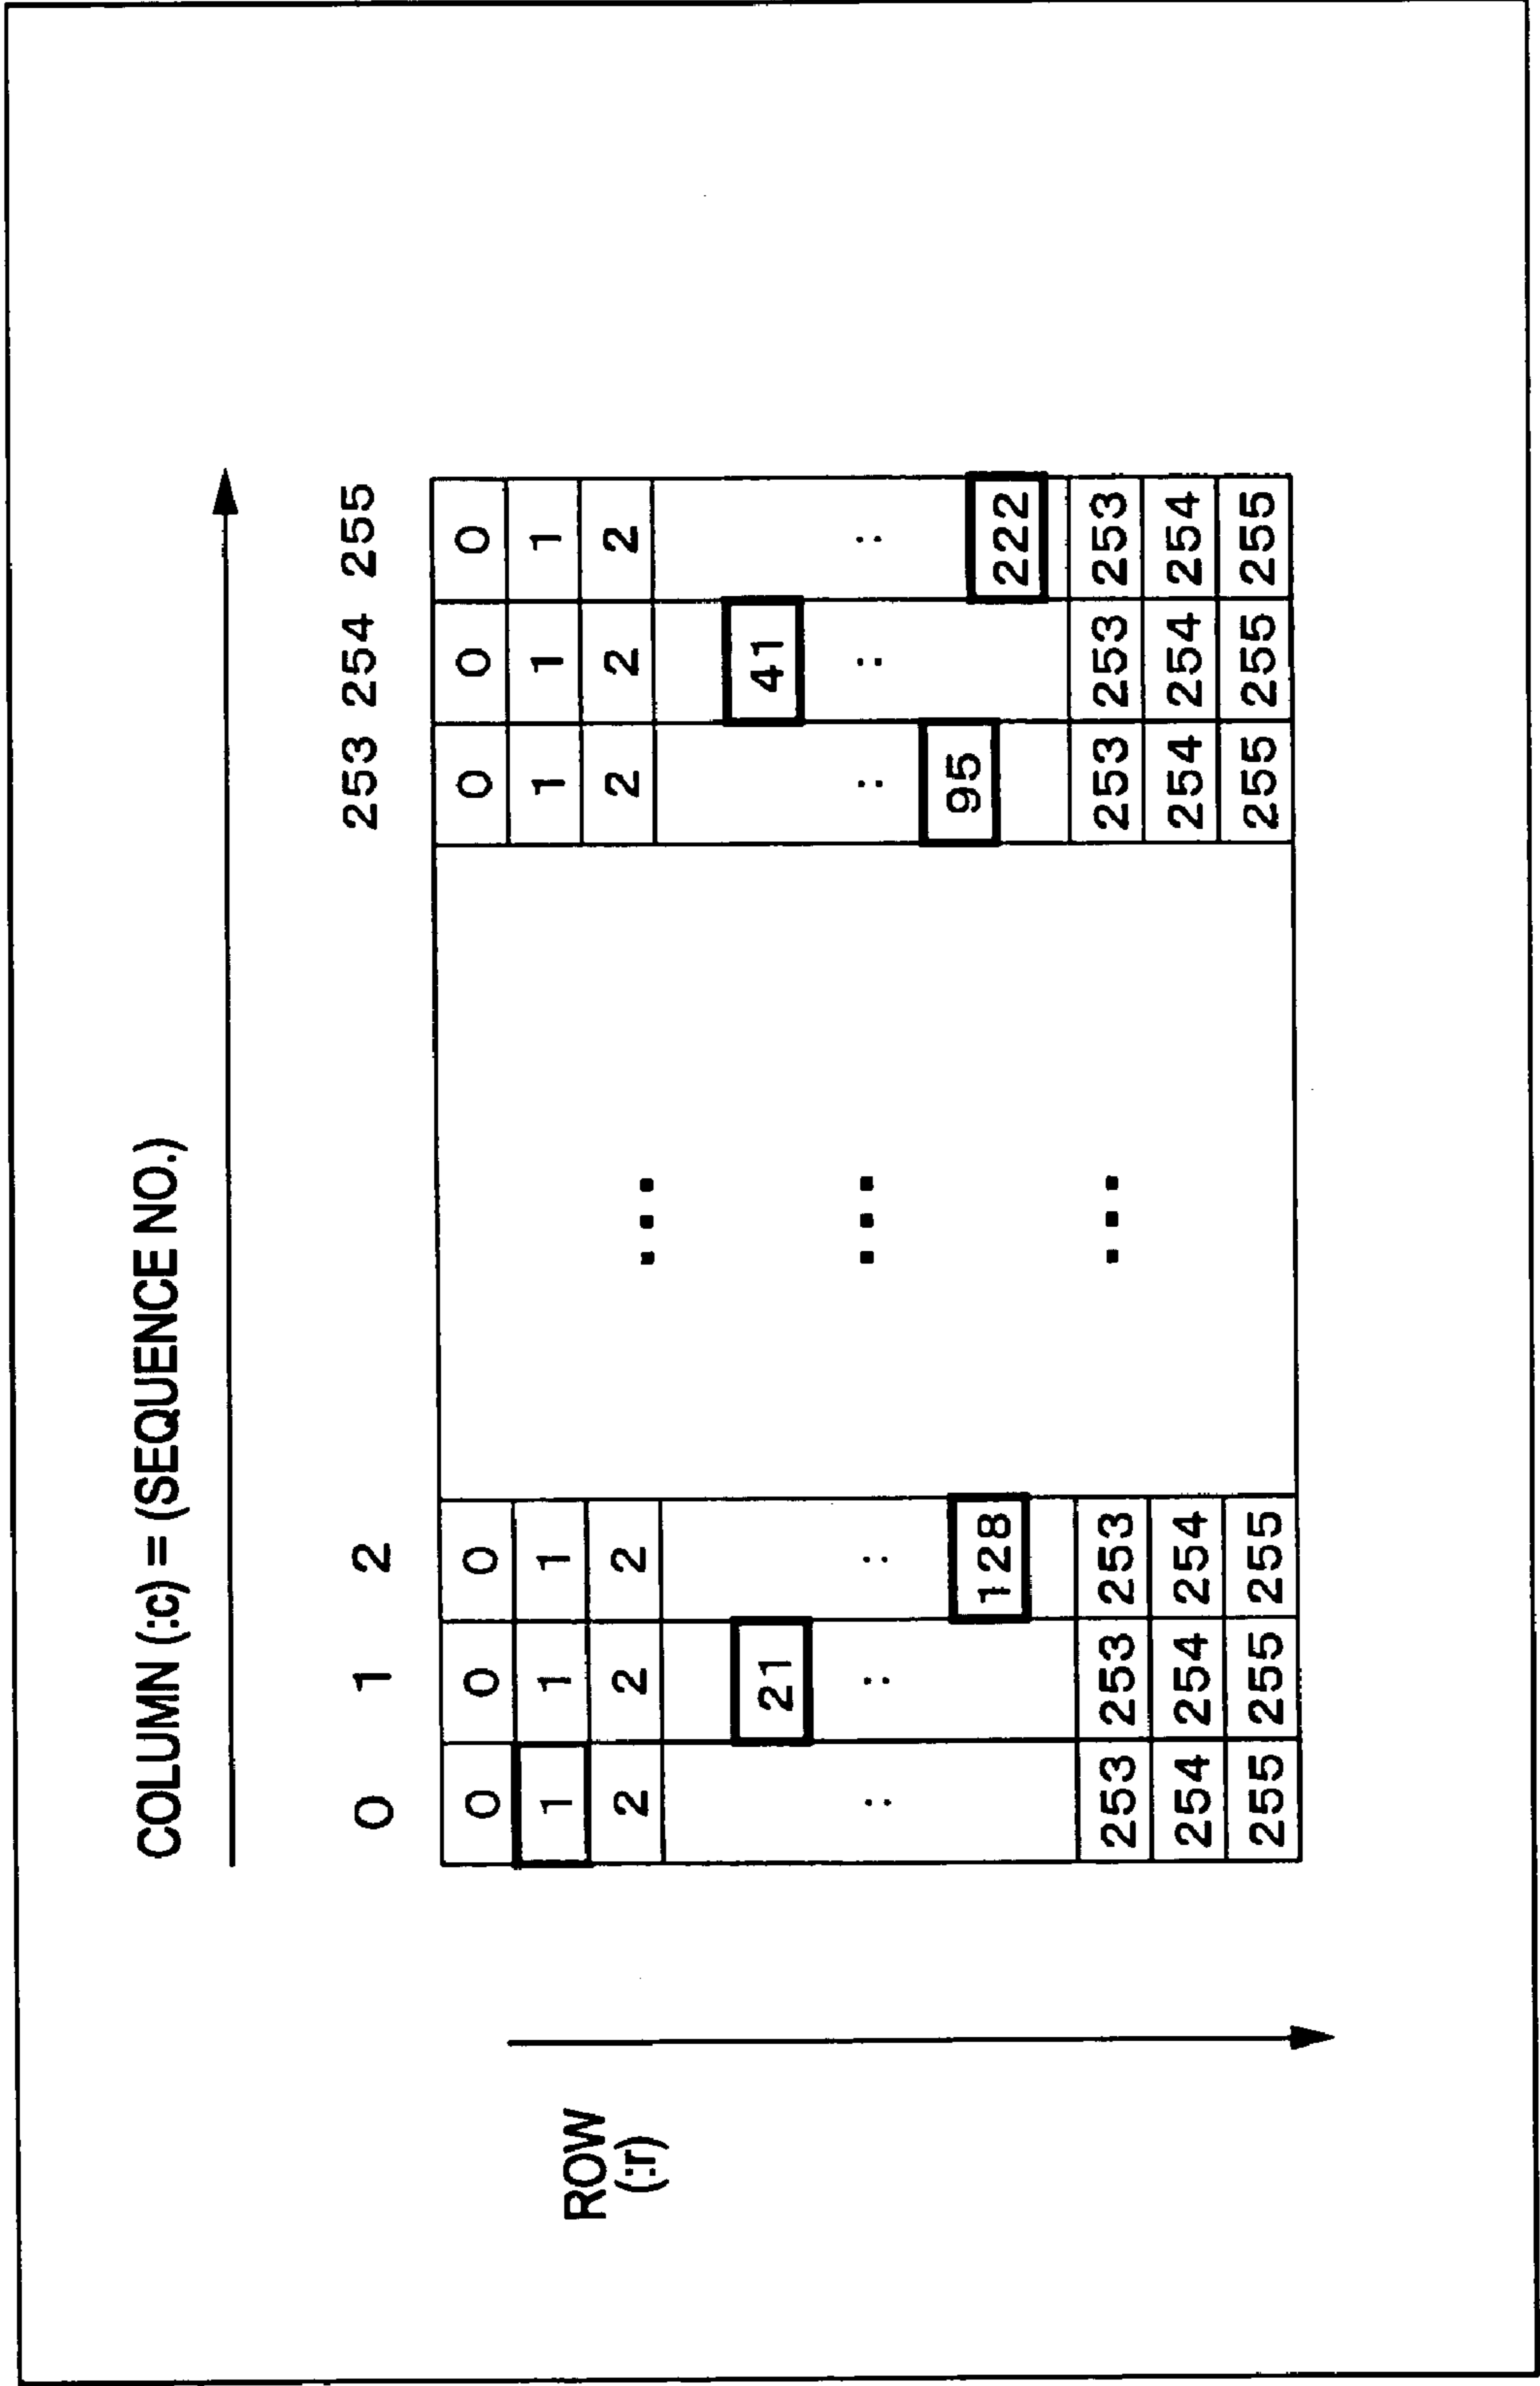 COLUMN (:c) = (SEQUENCE NO.)
0 1 2 253 254 255
ROW
(:r)
0 0 0 0 0 0
1 1 1 1 1 1
2 2 2 2 2 2
21 41
: : : ... : : :
95
128 222
253 253 253 253 253 253
254 254 254 254 254 254
255 255 255 255 255 255